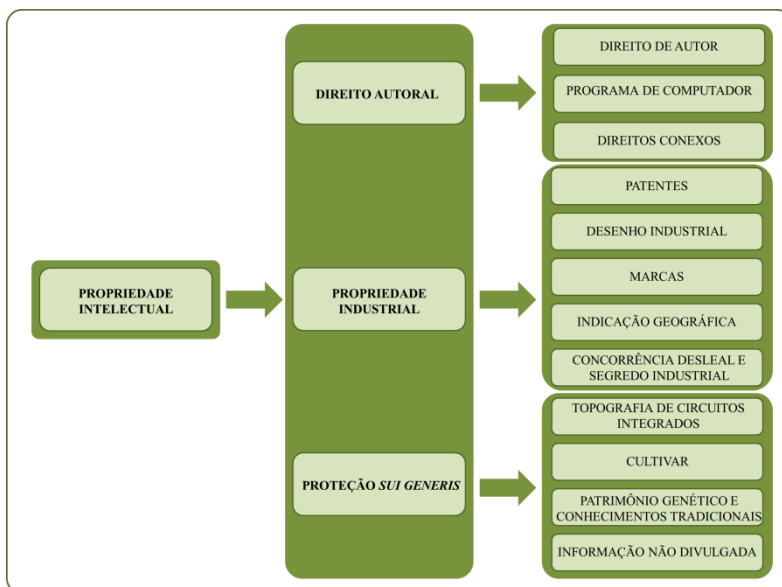 DIREITO DE AUTOR
DIREITO AUTORAL
PROGRAMA DE COMPUTADOR
DIREITOS CONEXOS
PATENTES
DESENHO INDUSTRIAL
PROPRIEDADE
INTELECTUAL
PROPRIEDADE
INDUSTRIAL
MARCAS
INDICAÇÃO GEOGRÁFICA
CONCORRÊNCIA DESLEAL E
SEGREDO INDUSTRIAL
TOPOGRAFIA DE CIRCUITOS
INTEGRADOS
PROTEÇÃO SUI GENERIS
CULTIVAR
PATRIMÔNIO GENÉTICO E
CONHECIMENTOS TRADICIONAIS
INFORMAÇÃO NÃO DIVULGADA